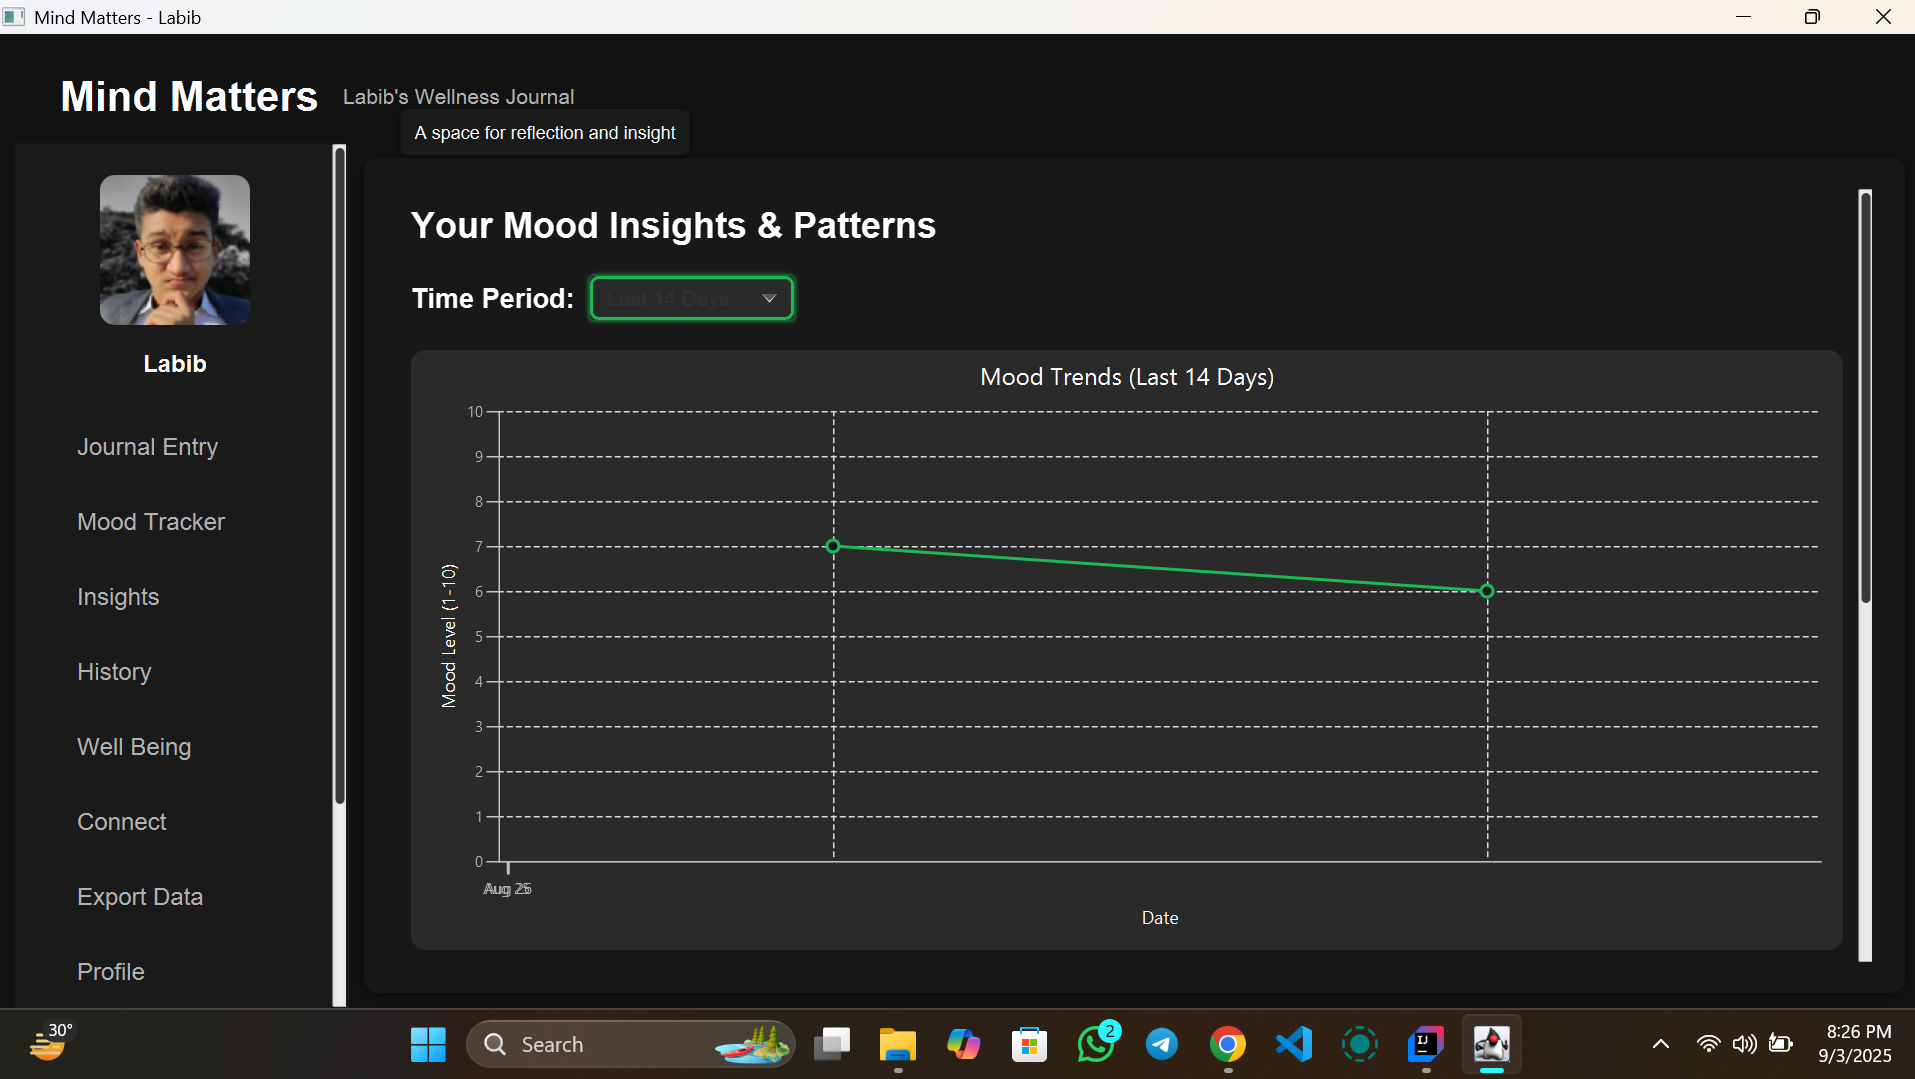 Mind Matters - Labib
Mind Matters
Labib's Wellness Journal
A space for reflection and insight
Labib
Journal Entry
Mood Tracker
Insights
History
Well Being
Connect
Export Data
Profile
Your Mood Insights & Patterns
Time Period:
Last 14 Days
Mood Trends (Last 14 Days)
Mood Level (1-10)
10
9
8
7
6
5
4
3
2
1
0
Aug
Date
30°
Search
2
8:26 PM
9/3/2025